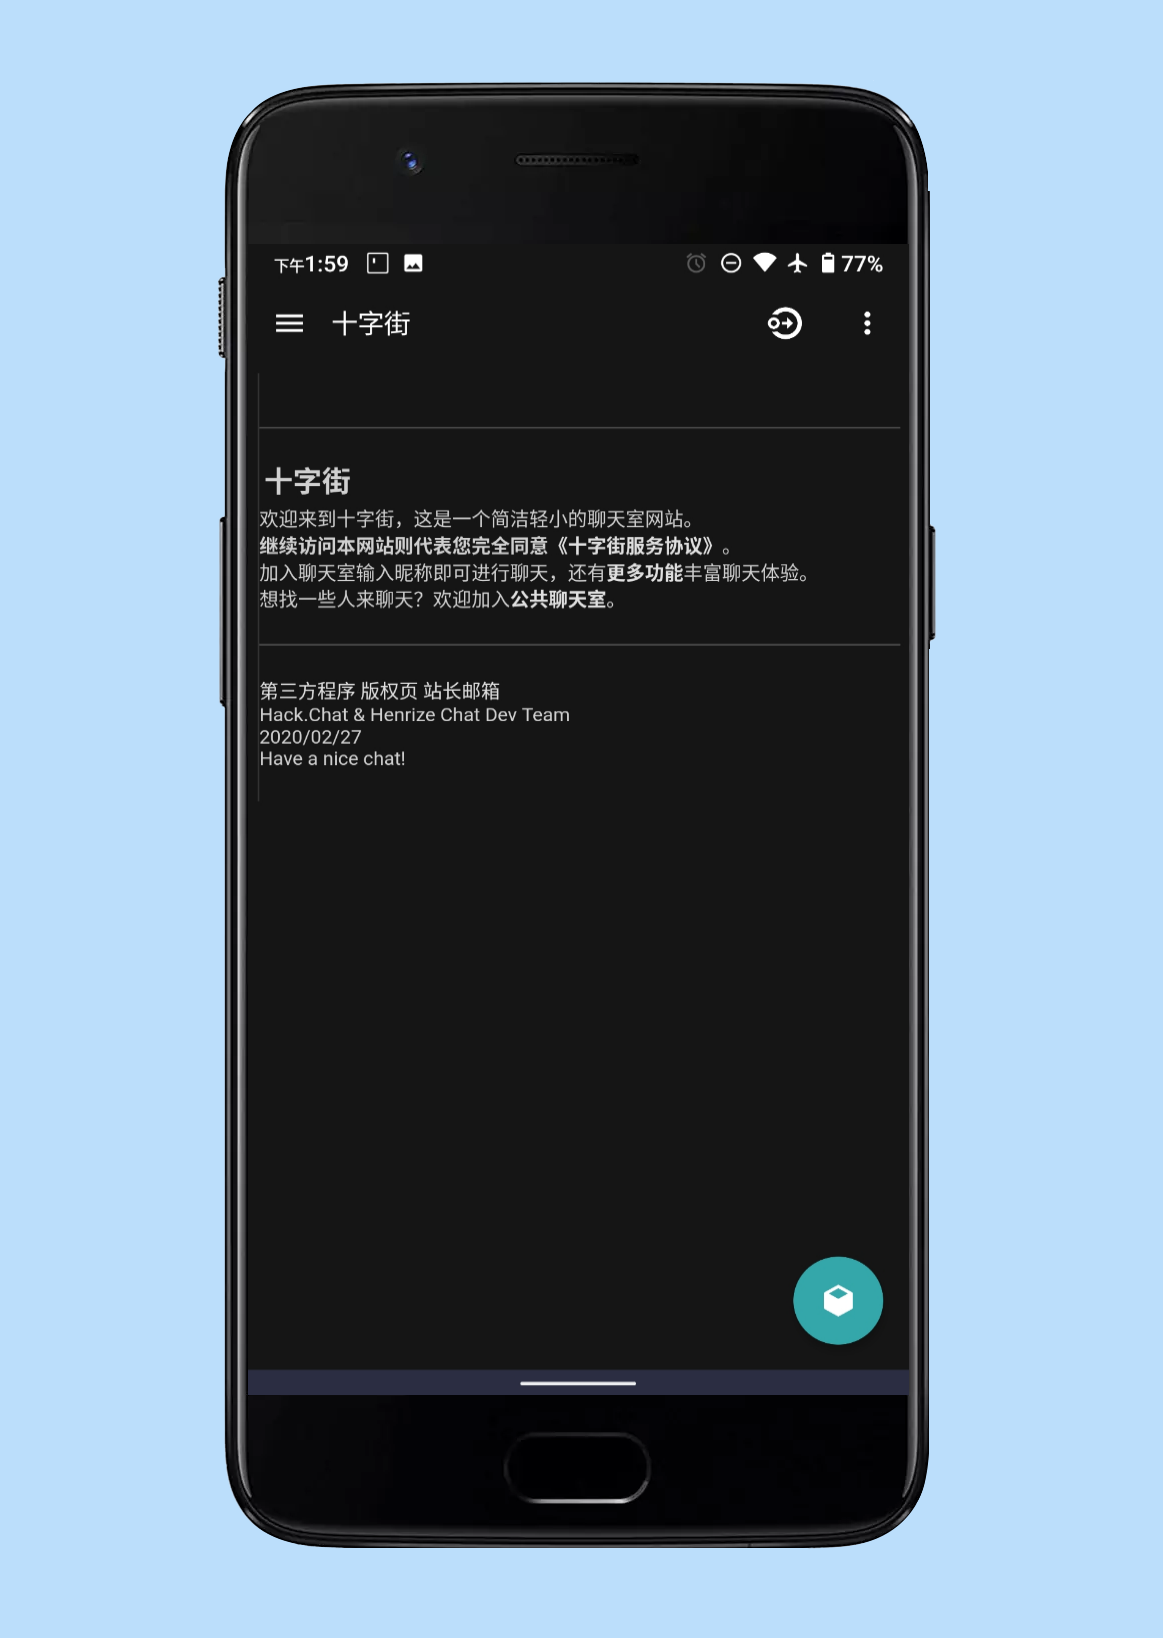 下午1:59
77%
十字街
十字街
欢迎来到十字街，这是一个简洁轻小的聊天室网站。
继续访问本网站则代表您完全同意《十字街服务协议》。
加入聊天室输入昵称即可进行聊天，还有更多功能丰富聊天体验。
想找一些人来聊天？欢迎加入公共聊天室。
第三方程序 版权页 站长邮箱
Hack.Chat & Henrize Chat Dev Team
2020/02/27
Have a nice chat!